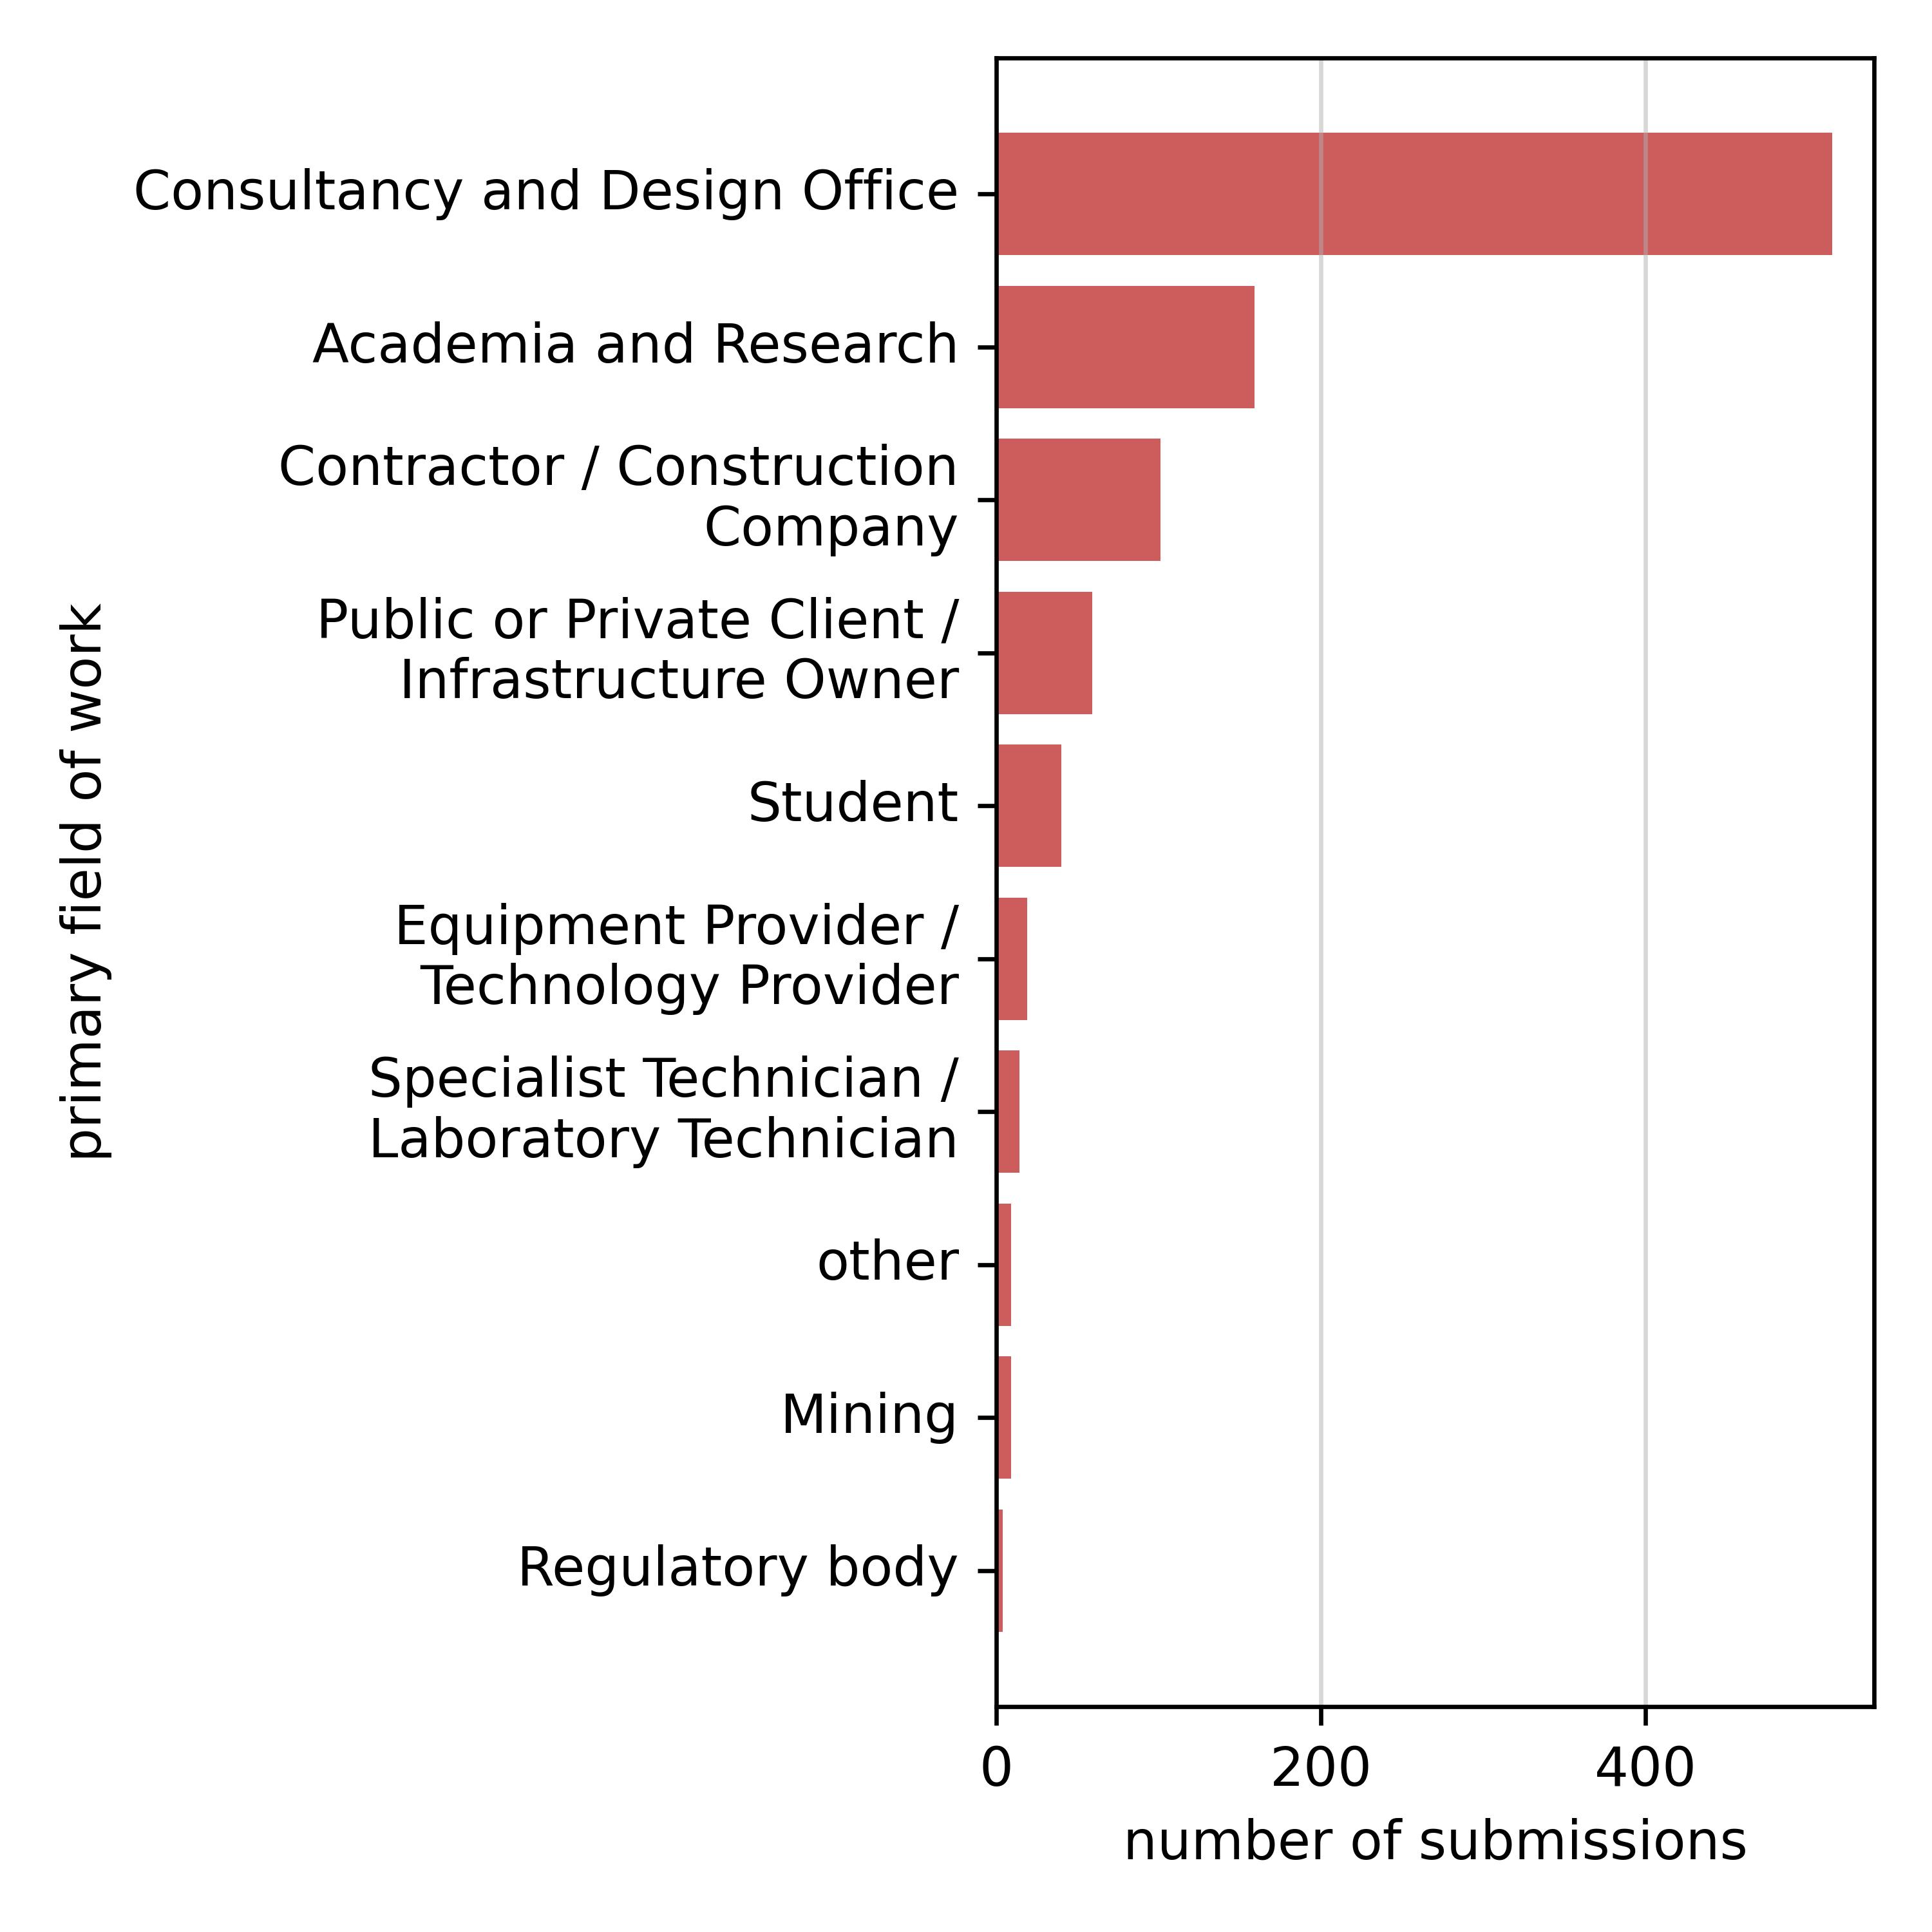 Consultancy and Design Office
Academia and Research
Contractor / Construction
Company
Public or Private Client /
Infrastructure Owner
Student
Equipment Provider /
Technology Provider
Specialist Technician /
Laboratory Technician
other
Mining
Regulatory body
primary field of work
0 200 400
number of submissions